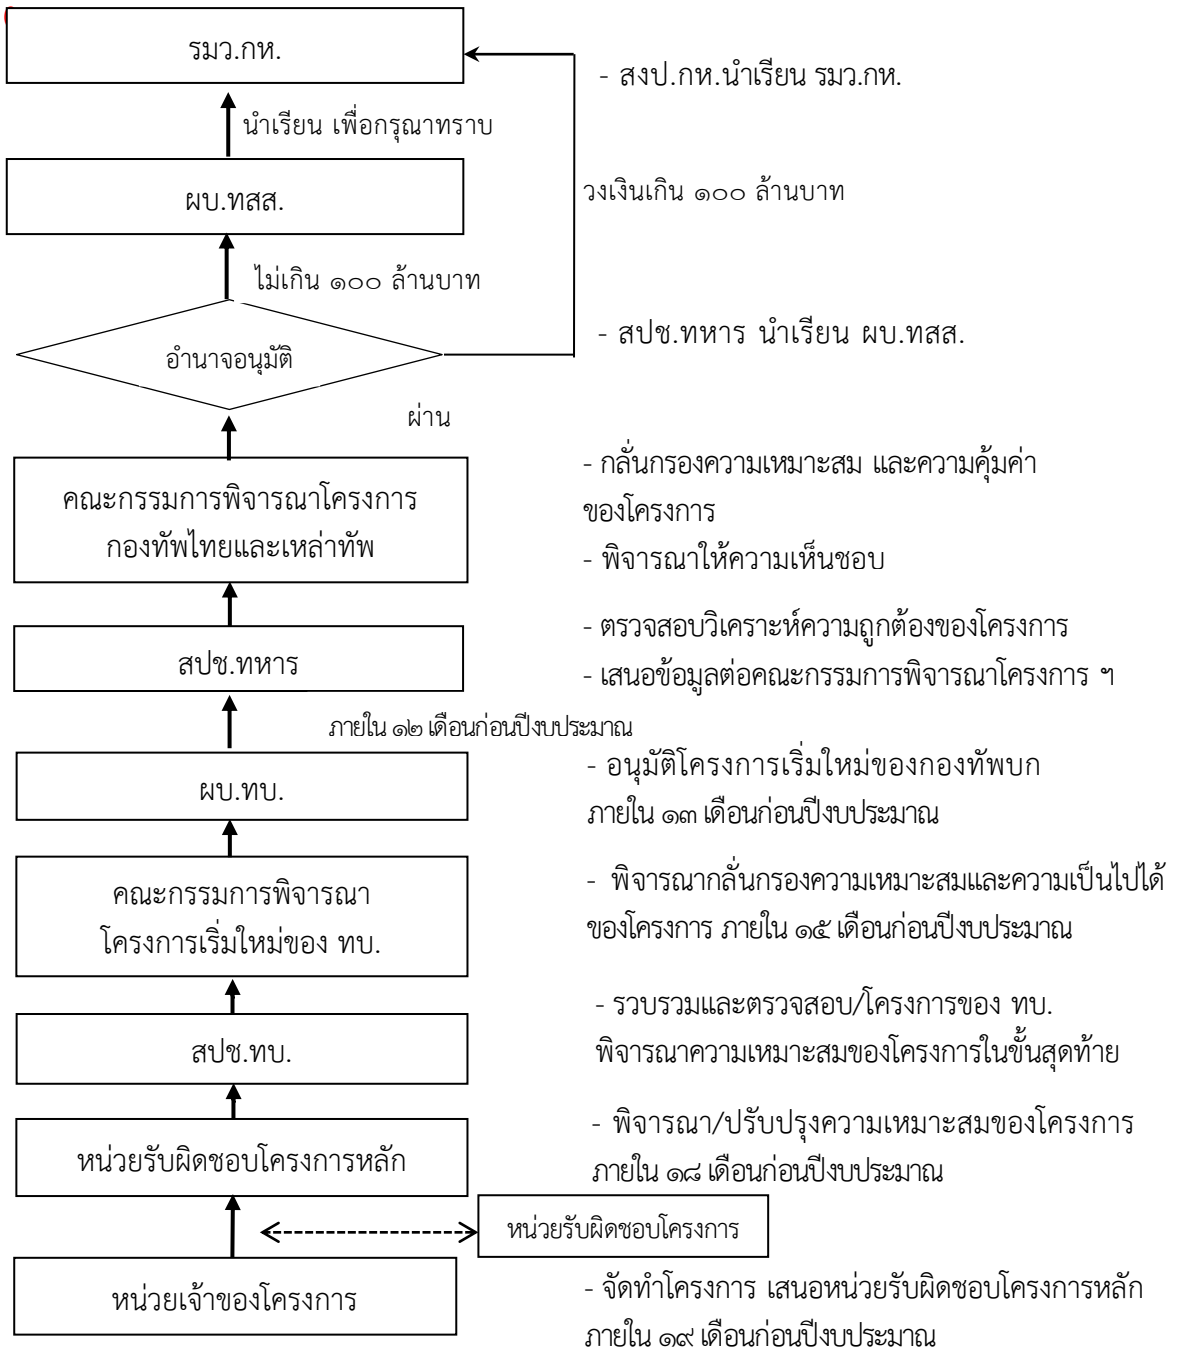 รมว.กห.
- สงป.กห.นำเรียน รมว.กห.
นำเรียน เพื่อกรุณาทราบ
ผบ.ทสส.
วงเงินเกิน ๑๐๐ ล้านบาท
ไม่เกิน ๑๐๐ ล้านบาท
- สปช.ทหาร นำเรียน ผบ.ทสส.
อำนาจอนุมัติ
ผ่าน
คณะกรรมการพิจารณาโครงการ
กองทัพไทยและเหล่าทัพ
- กลั่นกรองความเหมาะสม และความคุ้มค่า
ของโครงการ
- พิจารณาให้ความเห็นชอบ
สปช.ทหาร
- ตรวจสอบวิเคราะห์ความถูกต้องของโครงการ
- เสนอข้อมูลต่อคณะกรรมการพิจารณาโครงการ ฯ
ภายใน ๑๒ เดือนก่อนปีงบประมาณ
ผบ.ทบ.
- อนุมัติโครงการเริ่มใหม่ของกองทัพบก
ภายใน ๑๓ เดือนก่อนปีงบประมาณ
คณะกรรมการพิจารณา
โครงการเริ่มใหม่ของ ทบ.
- พิจารณากลั่นกรองความเหมาะสมและความเป็นไปได้
ของโครงการ ภายใน ๑๕ เดือนก่อนปีงบประมาณ
สปช.ทบ.
- รวบรวมและตรวจสอบ/โครงการของ ทบ.
พิจารณาความเหมาะสมของโครงการในขั้นสุดท้าย
หน่วยรับผิดชอบโครงการหลัก
- พิจารณา/ปรับปรุงความเหมาะสมของโครงการ
ภายใน ๑๘ เดือนก่อนปีงบประมาณ
หน่วยรับผิดชอบโครงการ
หน่วยเจ้าของโครงการ
- จัดทำโครงการ เสนอหน่วยรับผิดชอบโครงการหลัก
ภายใน ๑๙ เดือนก่อนปีงบประมาณ